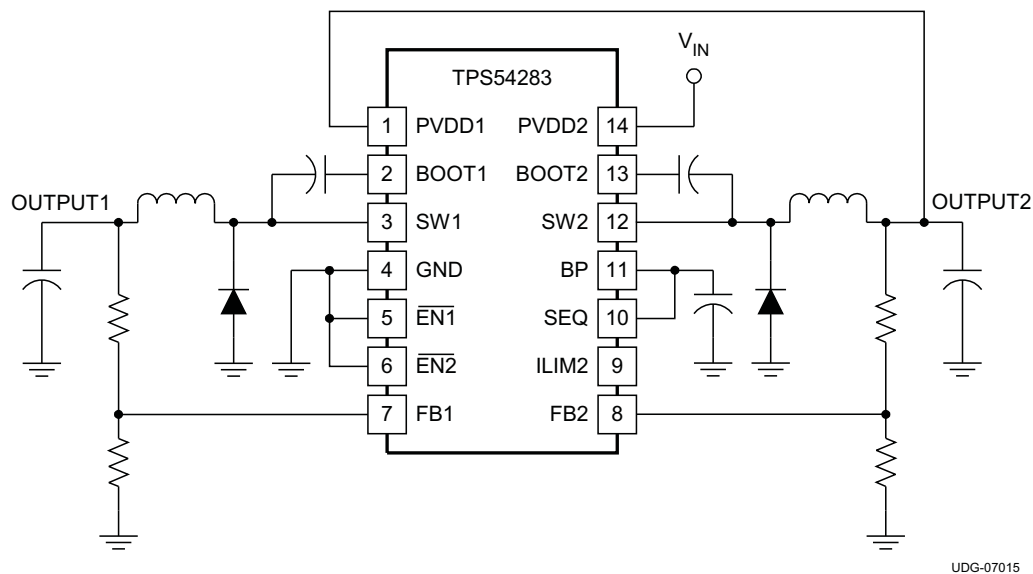 V_IN
TPS54283
1 PVDD1 PVDD2 14
2 BOOT1 BOOT2 13
OUTPUT1 OUTPUT2
3 SW1 SW2 12
4 GND BP 11
5 EN1 SEQ 10
6 EN2 ILIM2 9
7 FB1 FB2 8
UDG-07015